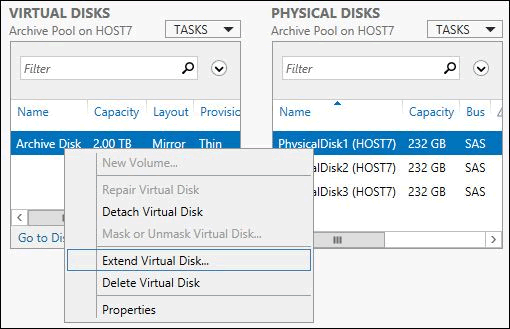 VIRTUAL DISKS
Archive Pool on HOST7
TASKS
Filter
Name Capacity Layout Provisio
Archive Disk 2.00 TB Mirror Thin
Go to Dis
New Volume...
Repair Virtual Disk
Detach Virtual Disk
Mask or Unmask Virtual Disk...
Extend Virtual Disk...
Delete Virtual Disk
Properties
PHYSICAL DISKS
Archive Pool on HOST7
TASKS
Filter
Name Capacity Bus
PhysicalDisk1 (HOST7) 232 GB SAS
calDisk2 (HOST7) 232 GB SAS
calDisk3 (HOST7) 232 GB SAS